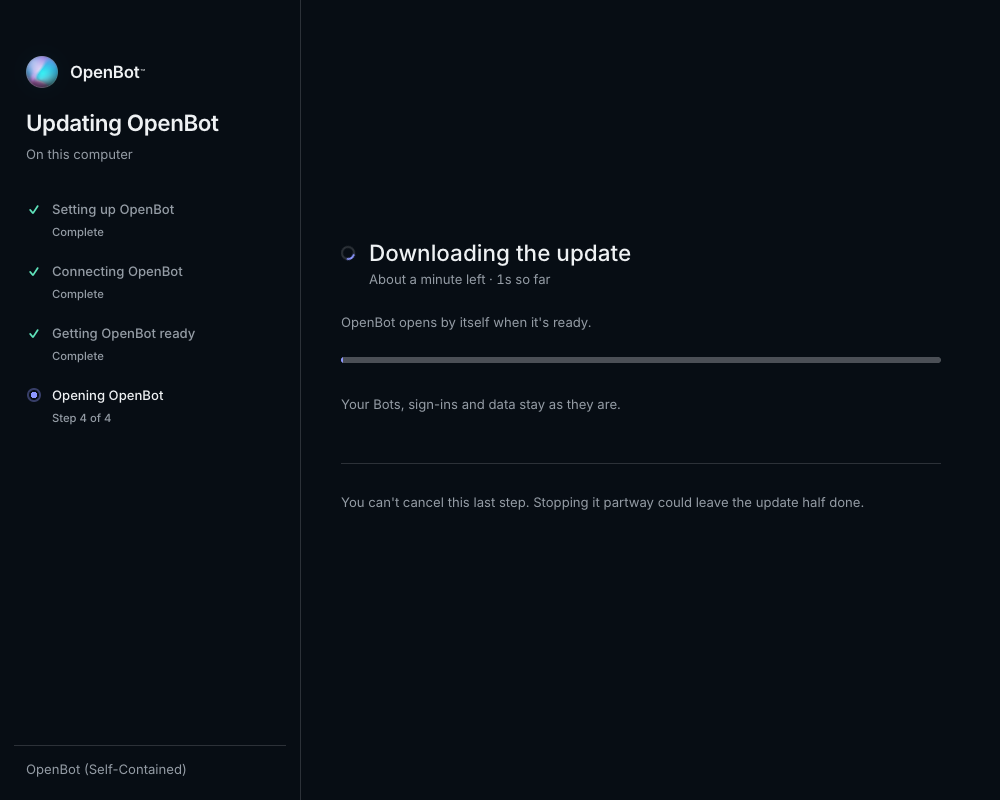 OpenBot™
Updating OpenBot
On this computer
Setting up OpenBot
Complete
Connecting OpenBot
Complete
Getting OpenBot ready
Complete
Opening OpenBot
Step 4 of 4
OpenBot (Self-Contained)
Downloading the update
About a minute left · 1s so far
OpenBot opens by itself when it's ready.
Your Bots, sign-ins and data stay as they are.
You can't cancel this last step. Stopping it partway could leave the update half done.